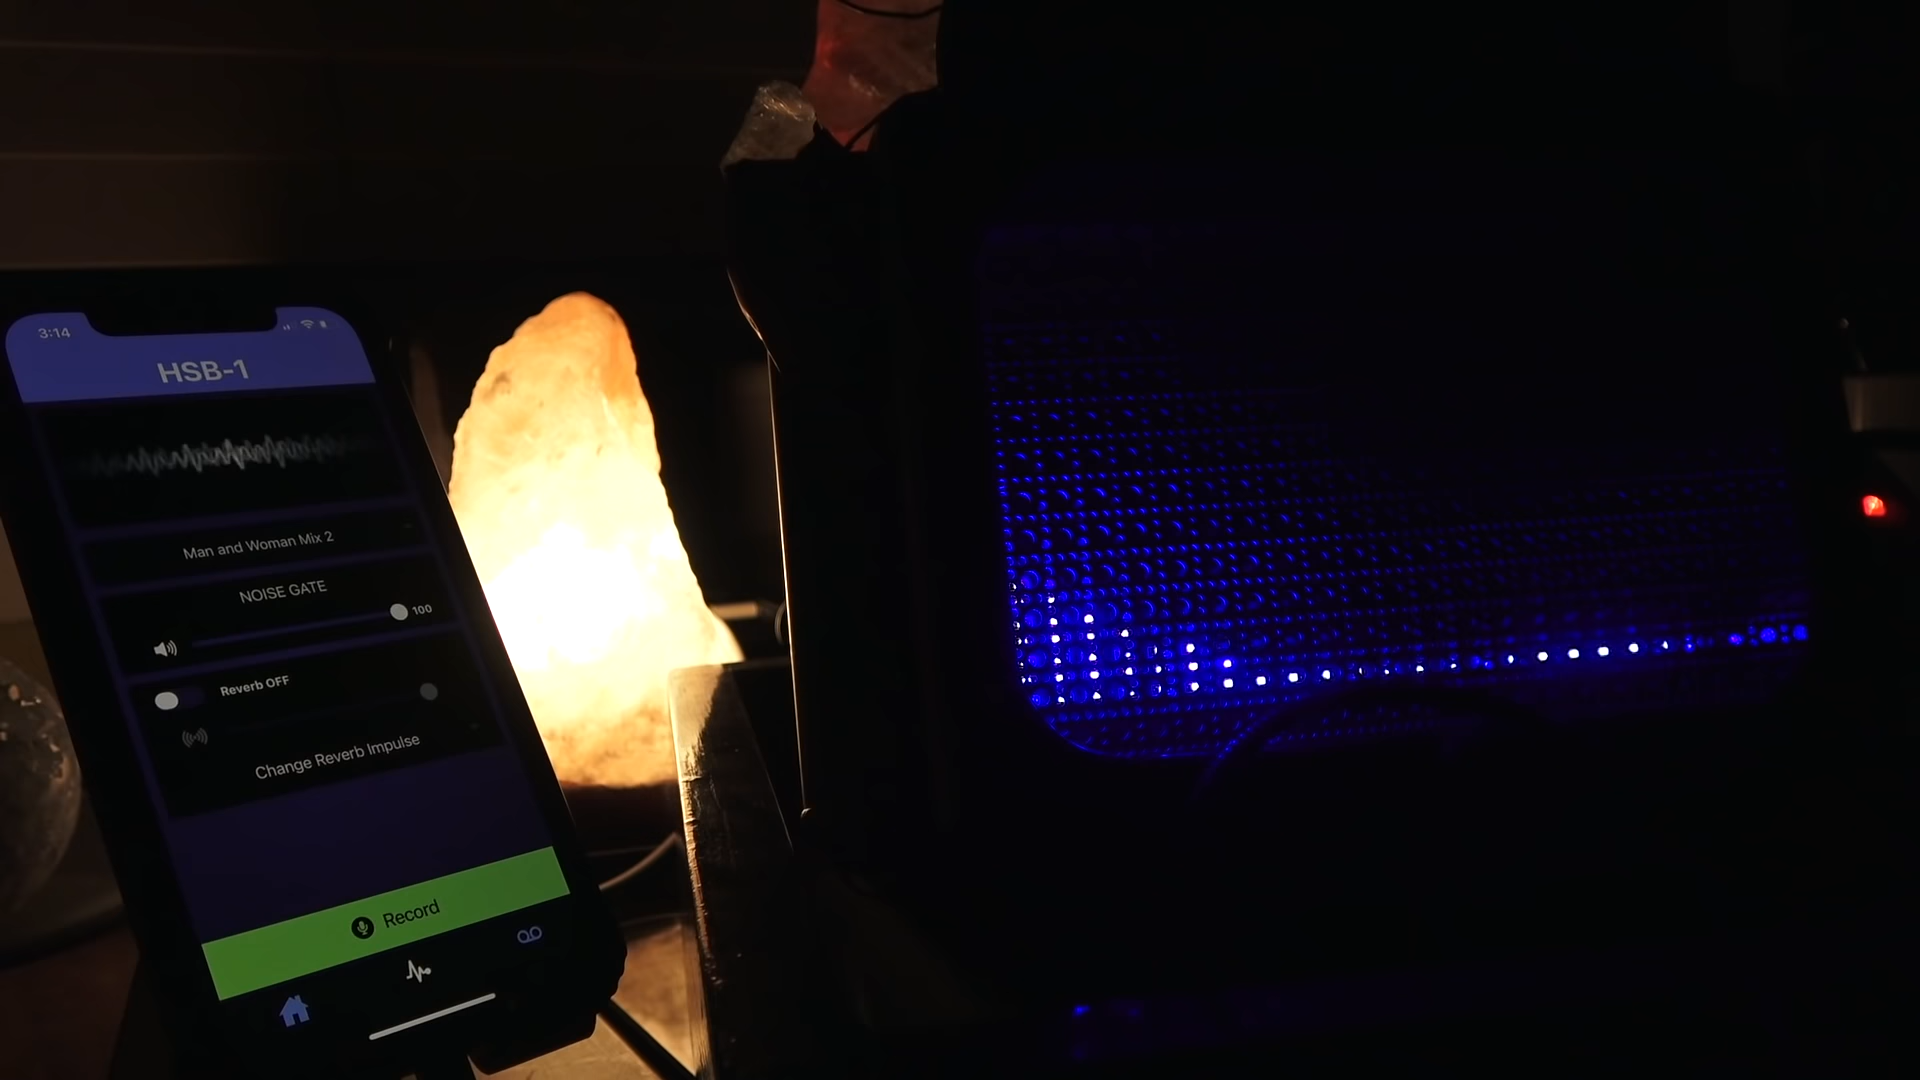 3:14
HSB-1
Man and Woman Mix 2
NOISE GATE
100
Reverb OFF
Change Reverb Impulse
Record